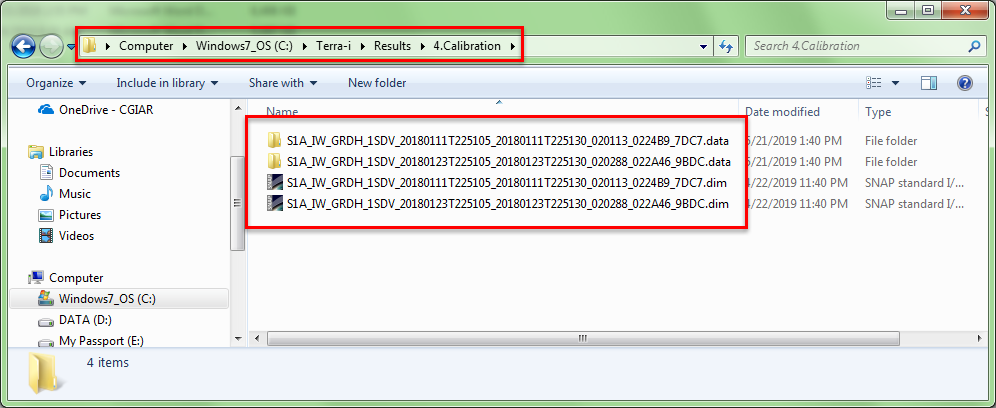 Computer Windows7_OS (C:) Terra-i Results 4.Calibration Search 4.Calibration
Organize Include in library Share with New folder
OneDrive - CGIAR
Libraries
Documents
Music
Pictures
Videos
Computer
Windows7_OS (C:)
DATA (D:)
My Passport (E:)
Name Date modified Type
S1A_IW_GRDH_1SDV_20180111T225105_20180111T225130_020113_0224B9_7DC7.data 5/21/2019 1:40 PM File folder
S1A_IW_GRDH_1SDV_20180123T225105_20180123T225130_020288_022A46_9BDC.data 5/21/2019 1:40 PM File folder
S1A_IW_GRDH_1SDV_20180111T225105_20180111T225130_020113_0224B9_7DC7.dim 4/22/2019 11:40 PM SNAP standard I/...
S1A_IW_GRDH_1SDV_20180123T225105_20180123T225130_020288_022A46_9BDC.dim 4/22/2019 11:40 PM SNAP standard I/...
4 items